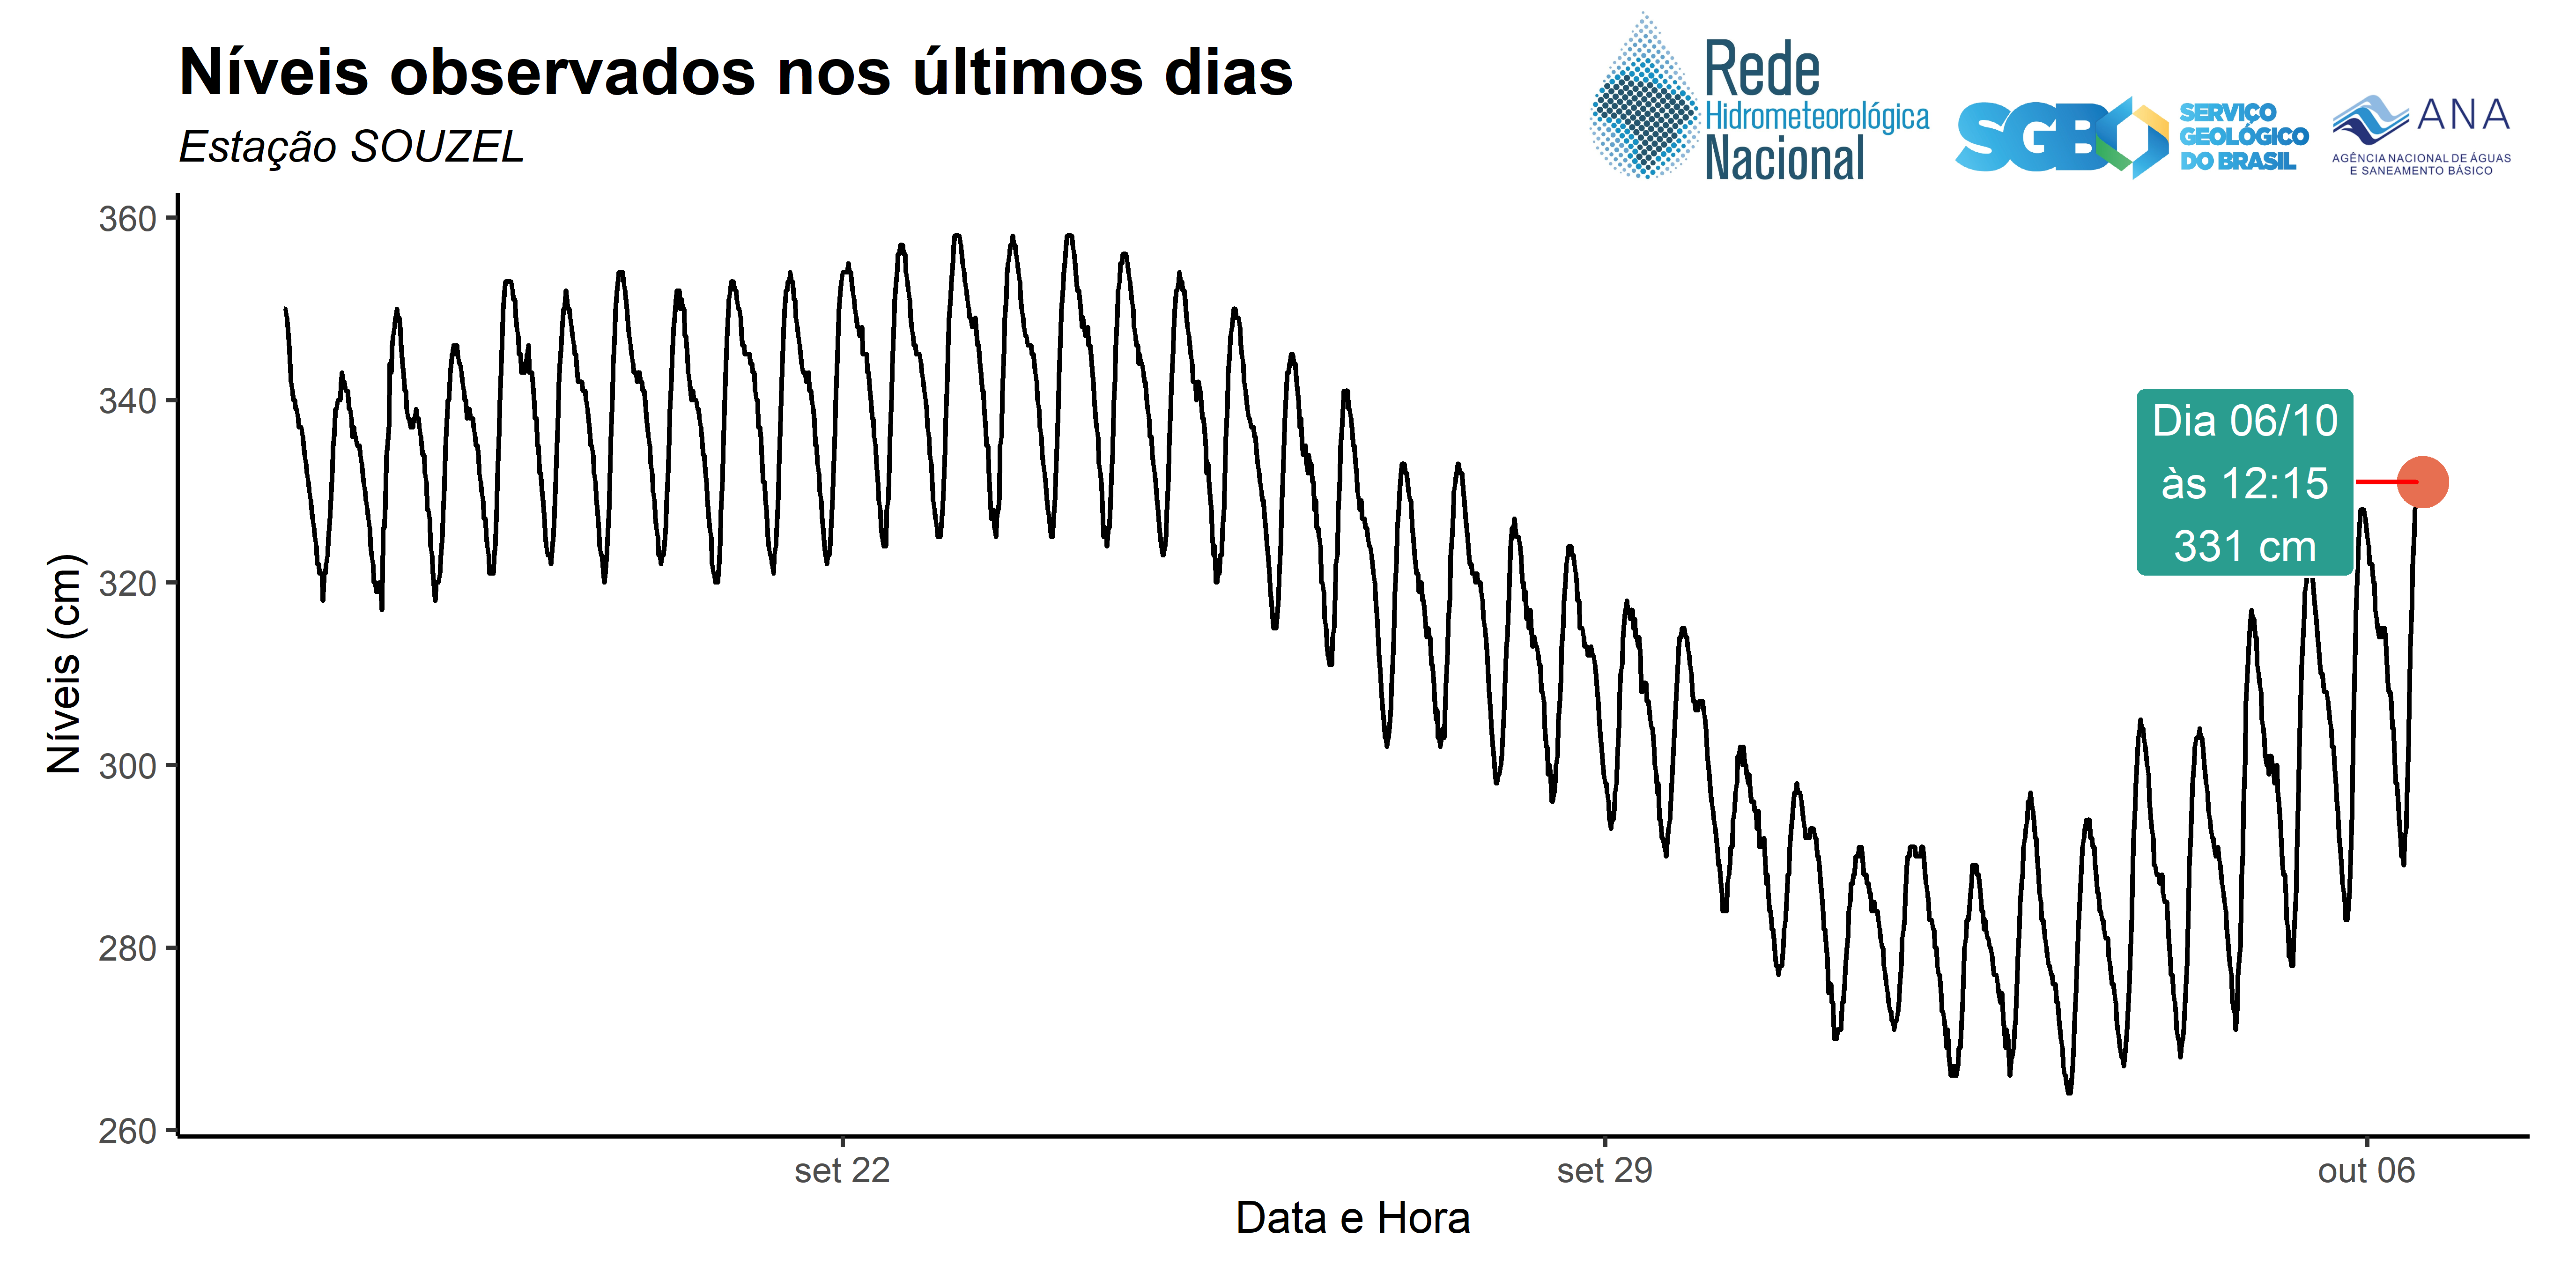 Níveis observados nos últimos dias
Estação SOUZEL
Rede
Hidrometeorológica
Nacional
SGB
SERVIÇO
GEOLÓGICO
DO BRASIL
ANA
AGÊNCIA NACIONAL DE ÁGUAS
E SANEAMENTO BÁSICO
360
340
320
300
280
260
Níveis (cm)
Dia 06/10
às 12:15
331 cm
set 22
set 29
out 06
Data e Hora